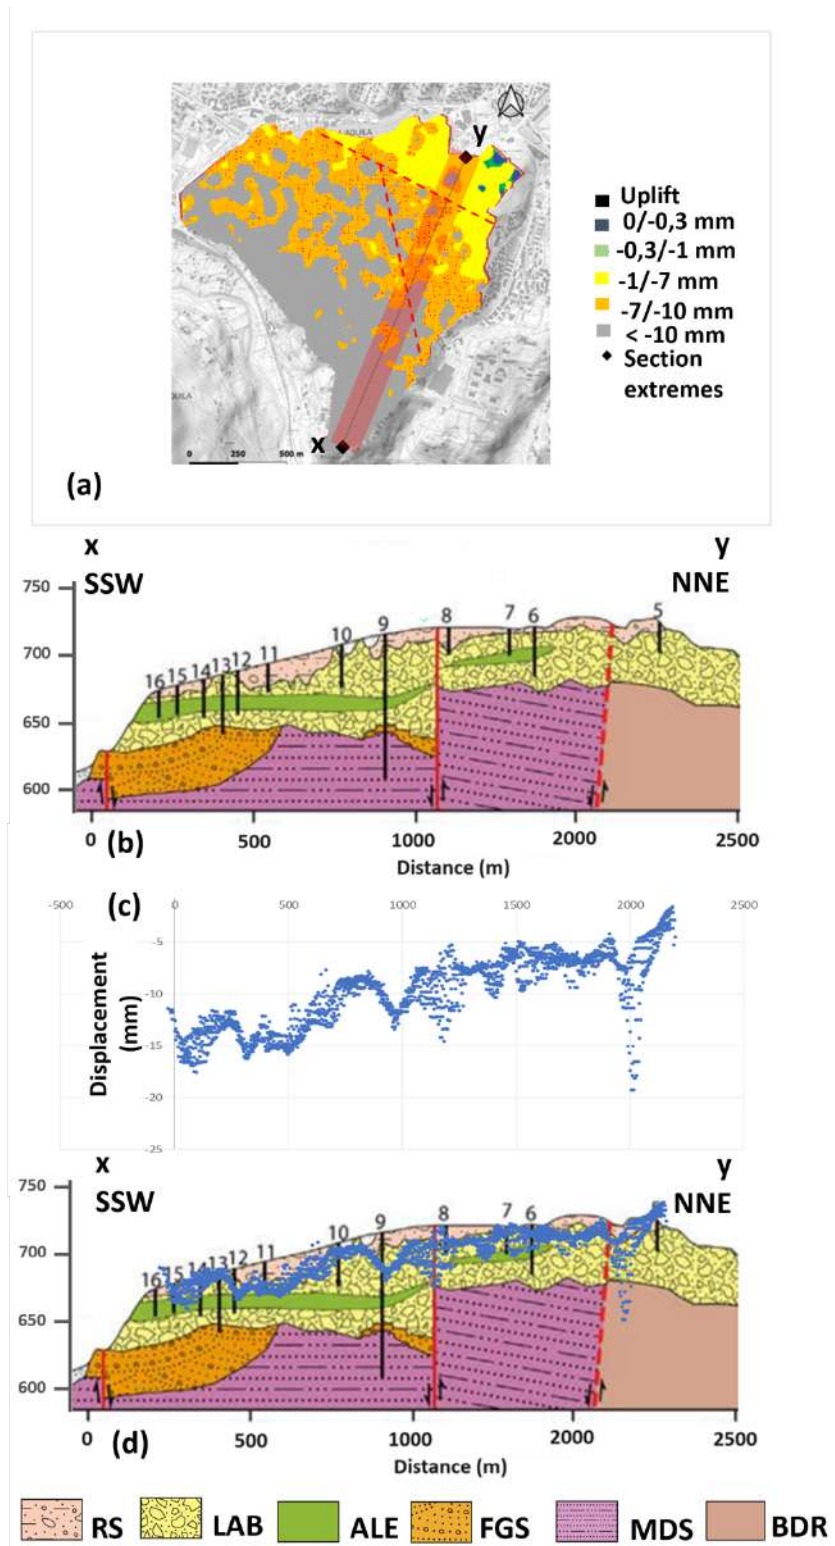 L'AQUILA
y
Uplift
0/-0,3 mm
-0,3/-1 mm
-1/-7 mm
-7/-10 mm
< -10 mm
Section
extremes
QUILA
x
0 250 500 m
(a)
x y
SSW NNE
750
700
650
600
16 15 14 13 12 11 10 9 8 7 6 5
0 500 1000 2000 2500
(b)
Distance (m)
(c)
-500 0 500 1000 1500 2000 2500
-5
-10
-15
-20
-25
Displacement
(mm)
x y
SSW NNE
750
700
650
600
16 15 14 13 12 11 10 9 8 7 6
0 500 1000 2000 2500
(d)
Distance (m)
RS LAB ALE FGS MDS BDR